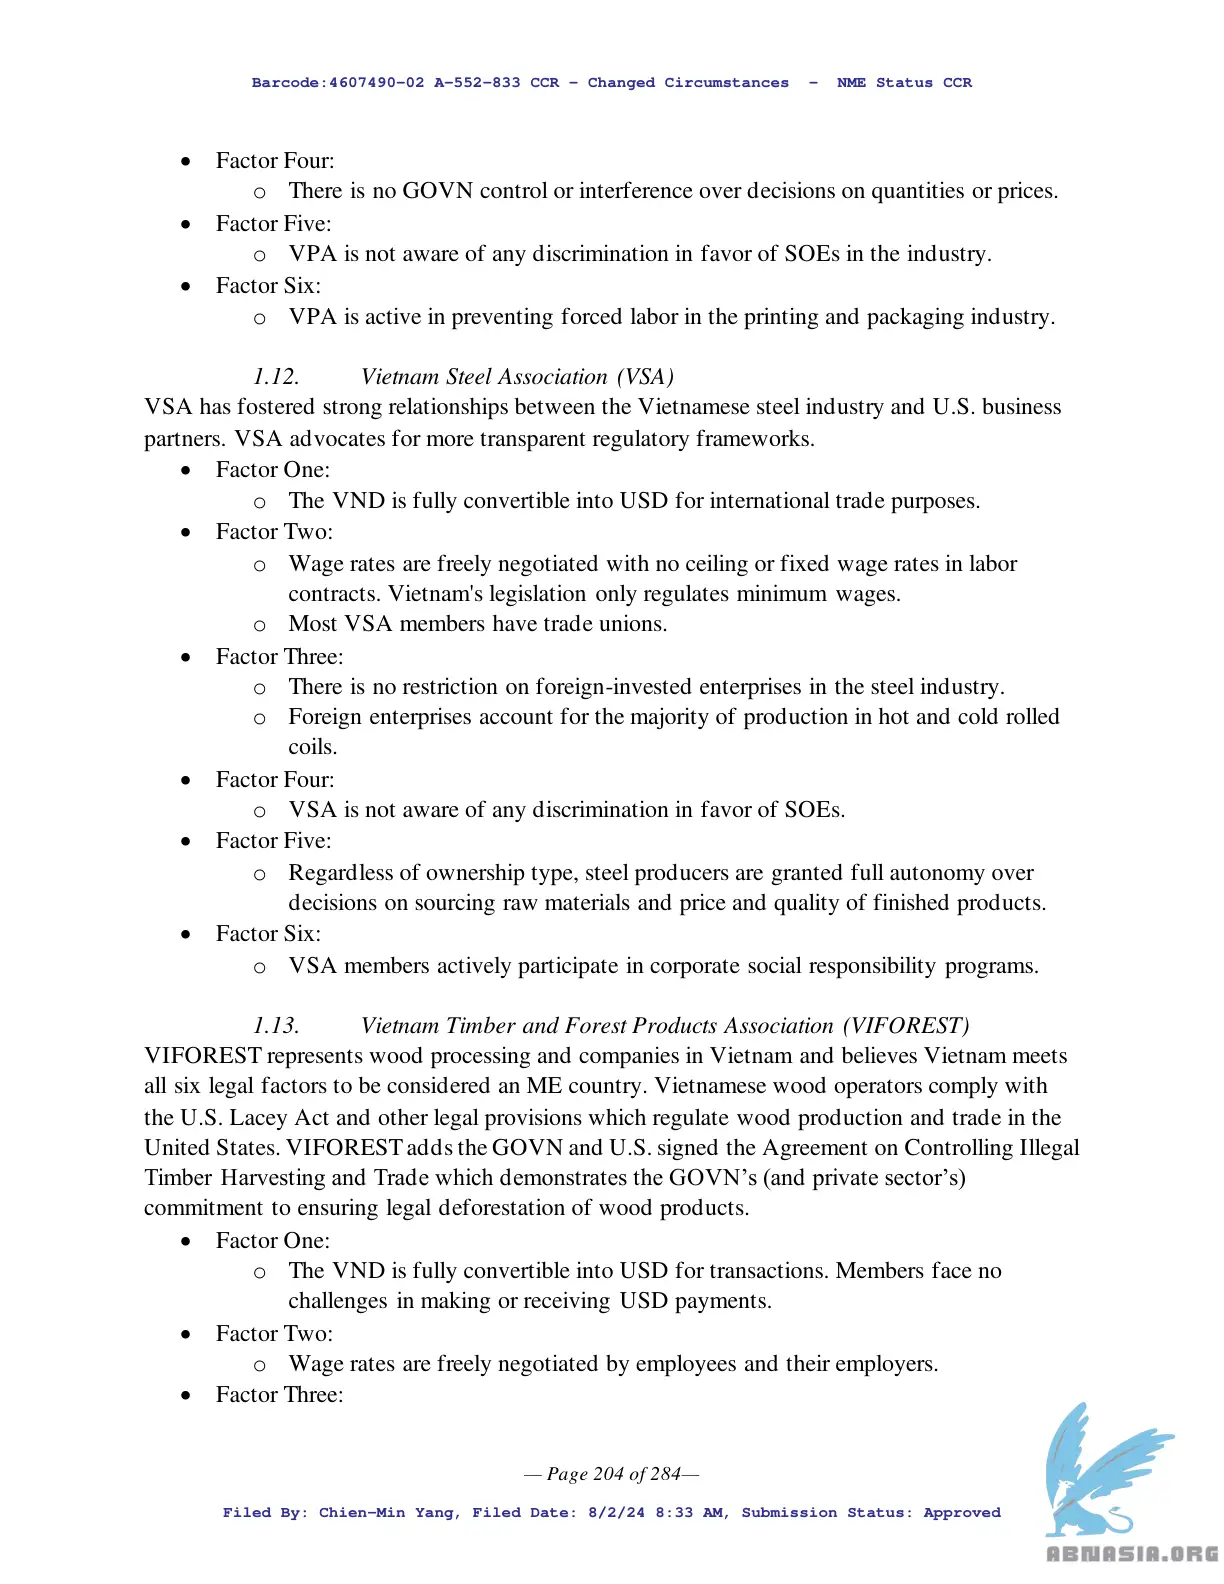 Barcode:4607490-02 A-552-833 CCR - Changed Circumstances - NME Status CCR
• Factor Four:
o There is no GOVN control or interference over decisions on quantities or prices.
• Factor Five:
o VPA is not aware of any discrimination in favor of SOEs in the industry.
• Factor Six:
o VPA is active in preventing forced labor in the printing and packaging industry.
1.12. Vietnam Steel Association (VSA)
VSA has fostered strong relationships between the Vietnamese steel industry and U.S. business
partners. VSA advocates for more transparent regulatory frameworks.
• Factor One:
o The VND is fully convertible into USD for international trade purposes.
• Factor Two:
o Wage rates are freely negotiated with no ceiling or fixed wage rates in labor
contracts. Vietnam's legislation only regulates minimum wages.
o Most VSA members have trade unions.
• Factor Three:
o There is no restriction on foreign-invested enterprises in the steel industry.
o Foreign enterprises account for the majority of production in hot and cold rolled
coils.
• Factor Four:
o VSA is not aware of any discrimination in favor of SOEs.
• Factor Five:
o Regardless of ownership type, steel producers are granted full autonomy over
decisions on sourcing raw materials and price and quality of finished products.
• Factor Six:
o VSA members actively participate in corporate social responsibility programs.
1.13. Vietnam Timber and Forest Products Association (VIFOREST)
VIFOREST represents wood processing and companies in Vietnam and believes Vietnam meets
all six legal factors to be considered an ME country. Vietnamese wood operators comply with
the U.S. Lacey Act and other legal provisions which regulate wood production and trade in the
United States. VIFOREST adds the GOVN and U.S. signed the Agreement on Controlling Illegal
Timber Harvesting and Trade which demonstrates the GOVN’s (and private sector’s)
commitment to ensuring legal deforestation of wood products.
• Factor One:
o The VND is fully convertible into USD for transactions. Members face no
challenges in making or receiving USD payments.
• Factor Two:
o Wage rates are freely negotiated by employees and their employers.
• Factor Three:
— Page 204 of 284—
Filed By: Chien-Min Yang, Filed Date: 8/2/24 8:33 AM, Submission Status: Approved
ABNASIA.ORG